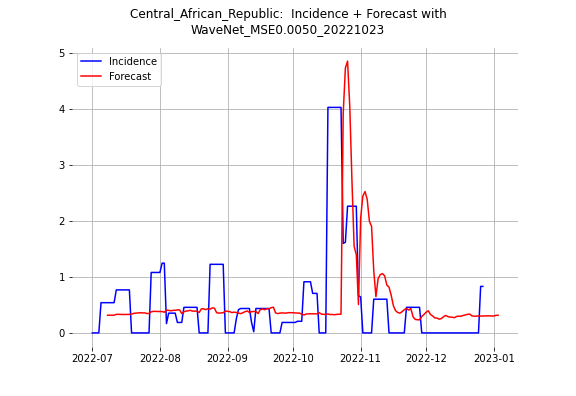 Central_African_Republic:  Incidence + Forecast with
WaveNet_MSE0.0050_20221023
Incidence
Forecast
5
4
3
2
1
0
2022-07 2022-08 2022-09 2022-10 2022-11 2022-12 2023-01